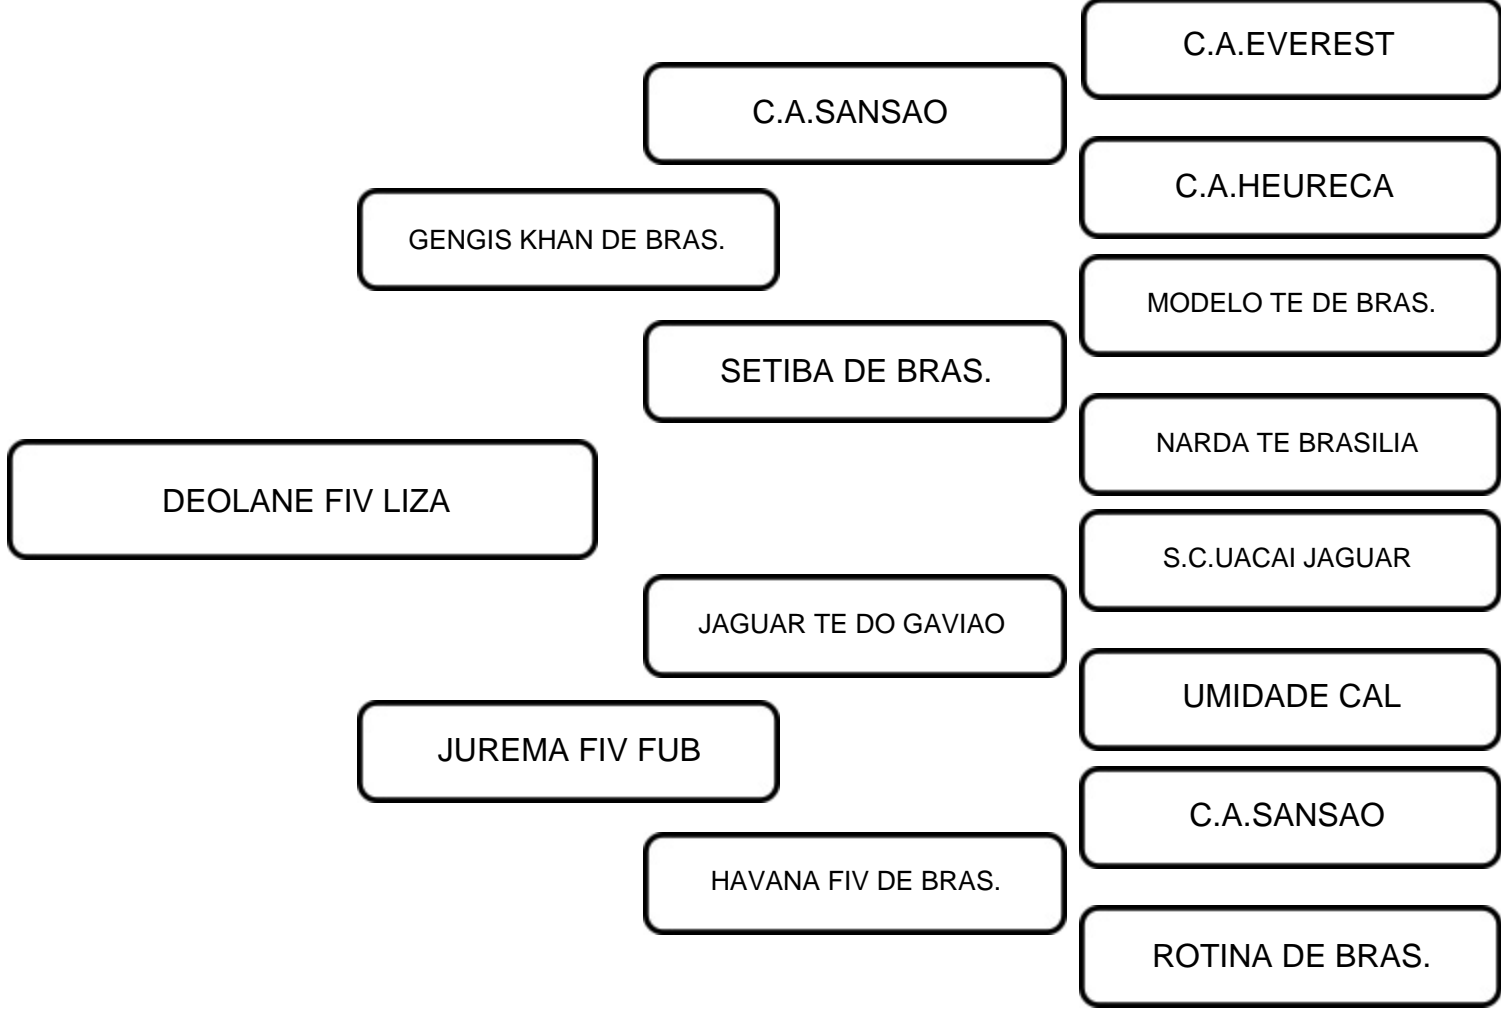 C.A.EVEREST
C.A.SANSAO
C.A.HEURECA
GENGIS KHAN DE BRAS.
MODELO TE DE BRAS.
SETIBA DE BRAS.
NARDA TE BRASILIA
DEOLANE FIV LIZA
S.C.UACAI JAGUAR
JAGUAR TE DO GAVIAO
UMIDADE CAL
JUREMA FIV FUB
C.A.SANSAO
HAVANA FIV DE BRAS.
ROTINA DE BRAS.